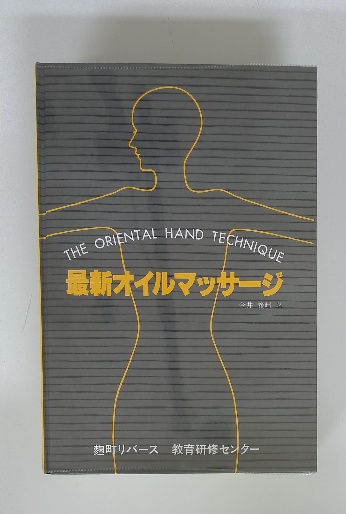 THE ORIENTAL HAND TECHNIQUE
最新オイルマッサージ
麹町リバース 教育研修センター